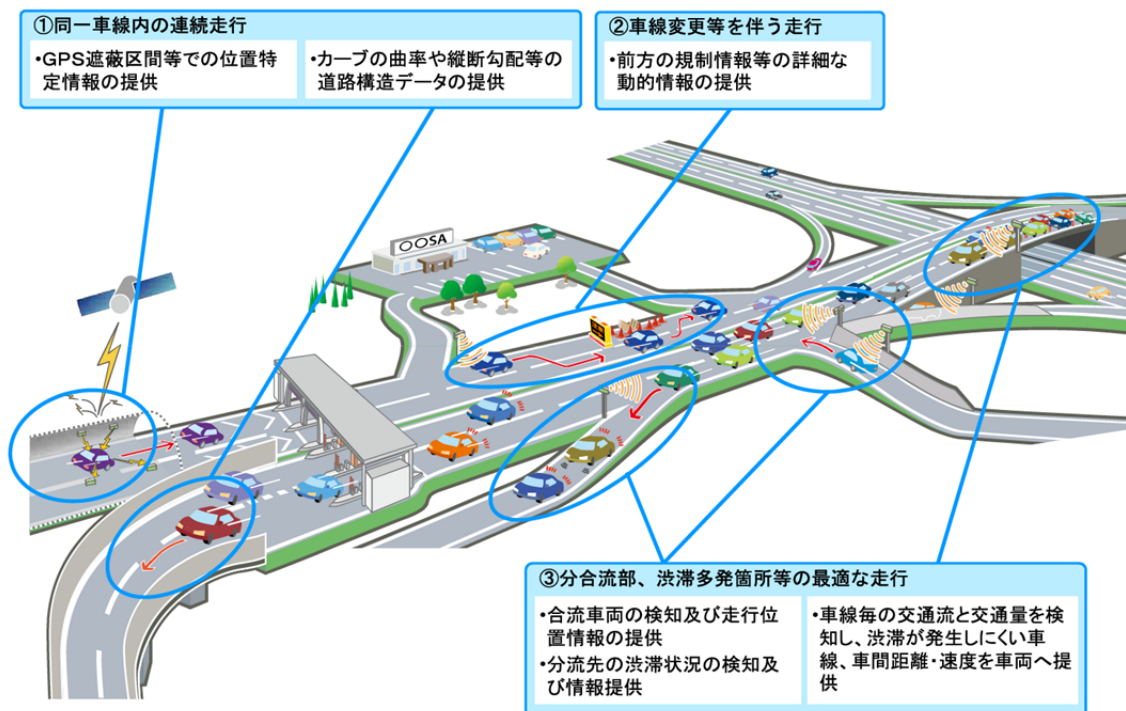 ①同一車線内の連続走行
・GPS遮蔽区間等での位置特
定情報の提供
・カーブの曲率や縦断勾配等の
道路構造データの提供
②車線変更等を伴う走行
・前方の規制情報等の詳細な
動的情報の提供
○○SA
③分合流部、渋滞多発箇所等の最適な走行
・合流車両の検知及び走行位
置情報の提供
・分流先の渋滞状況の検知及
び情報提供
・車線毎の交通流と交通量を検
知し、渋滞が発生しにくい車
線、車間距離・速度を車両へ提
供